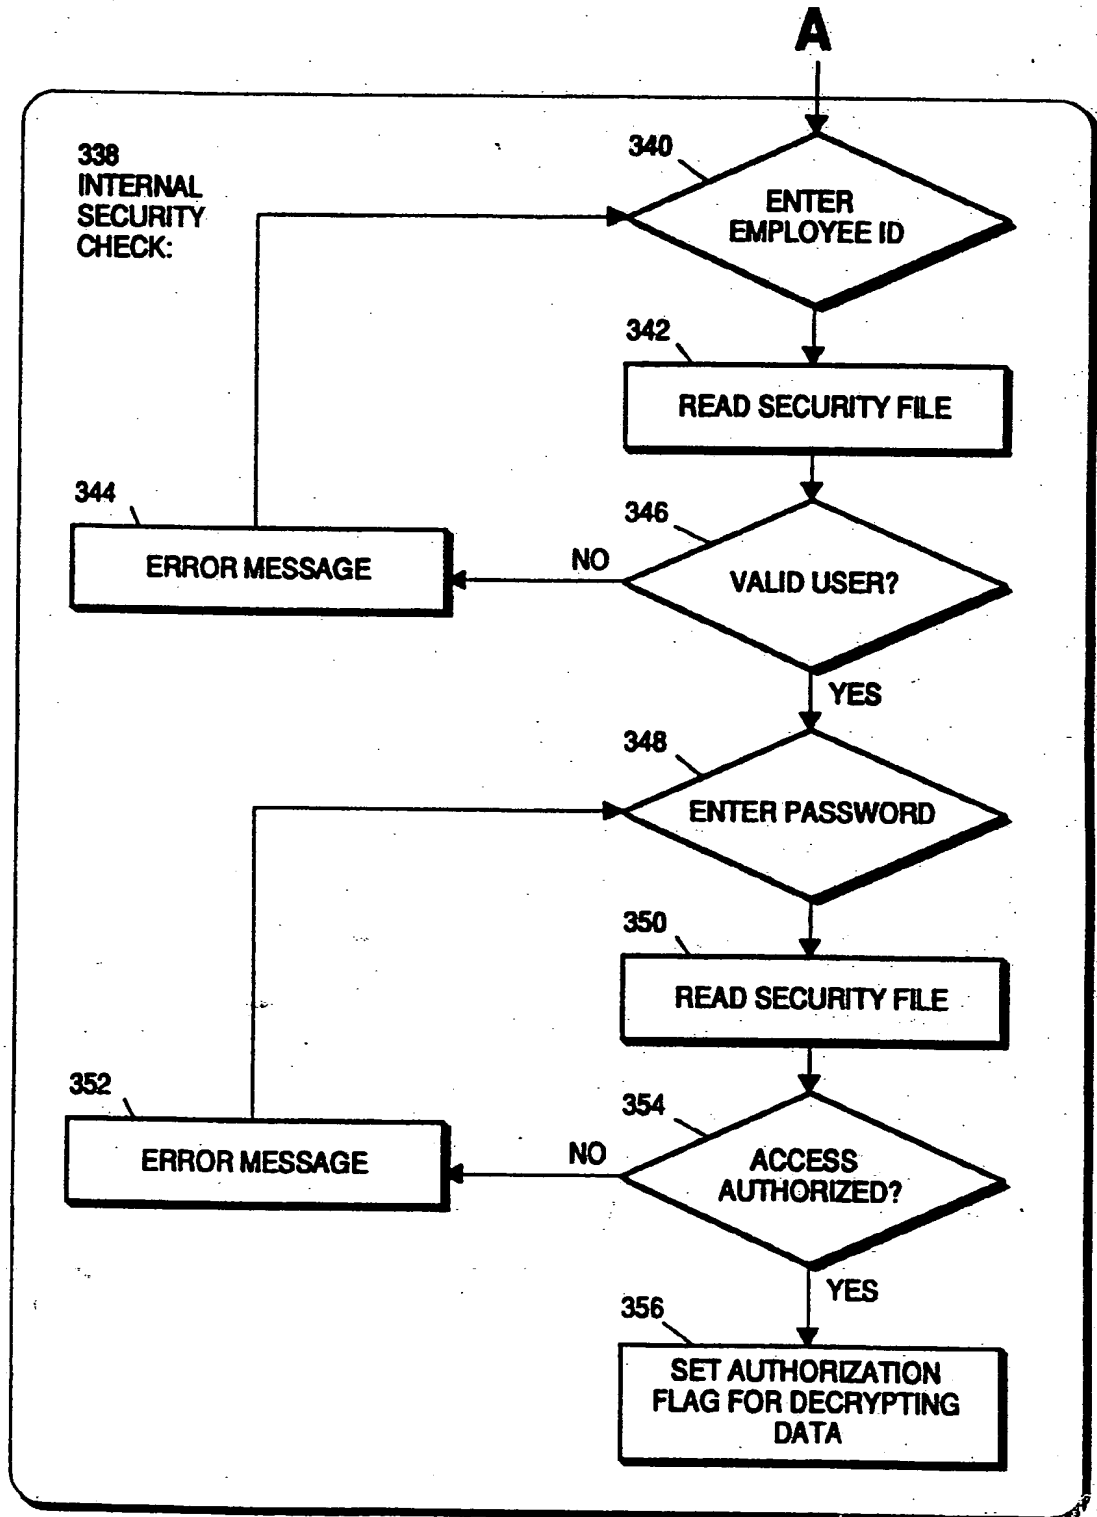 A
338
INTERNAL
SECURITY
CHECK:
340
ENTER
EMPLOYEE ID
342
READ SECURITY FILE
344
ERROR MESSAGE
346
NO
VALID USER?
YES
348
ENTER PASSWORD
350
READ SECURITY FILE
352
ERROR MESSAGE
354
NO
ACCESS
AUTHORIZED?
YES
356
SET AUTHORIZATION
FLAG FOR DECRYPTING
DATA